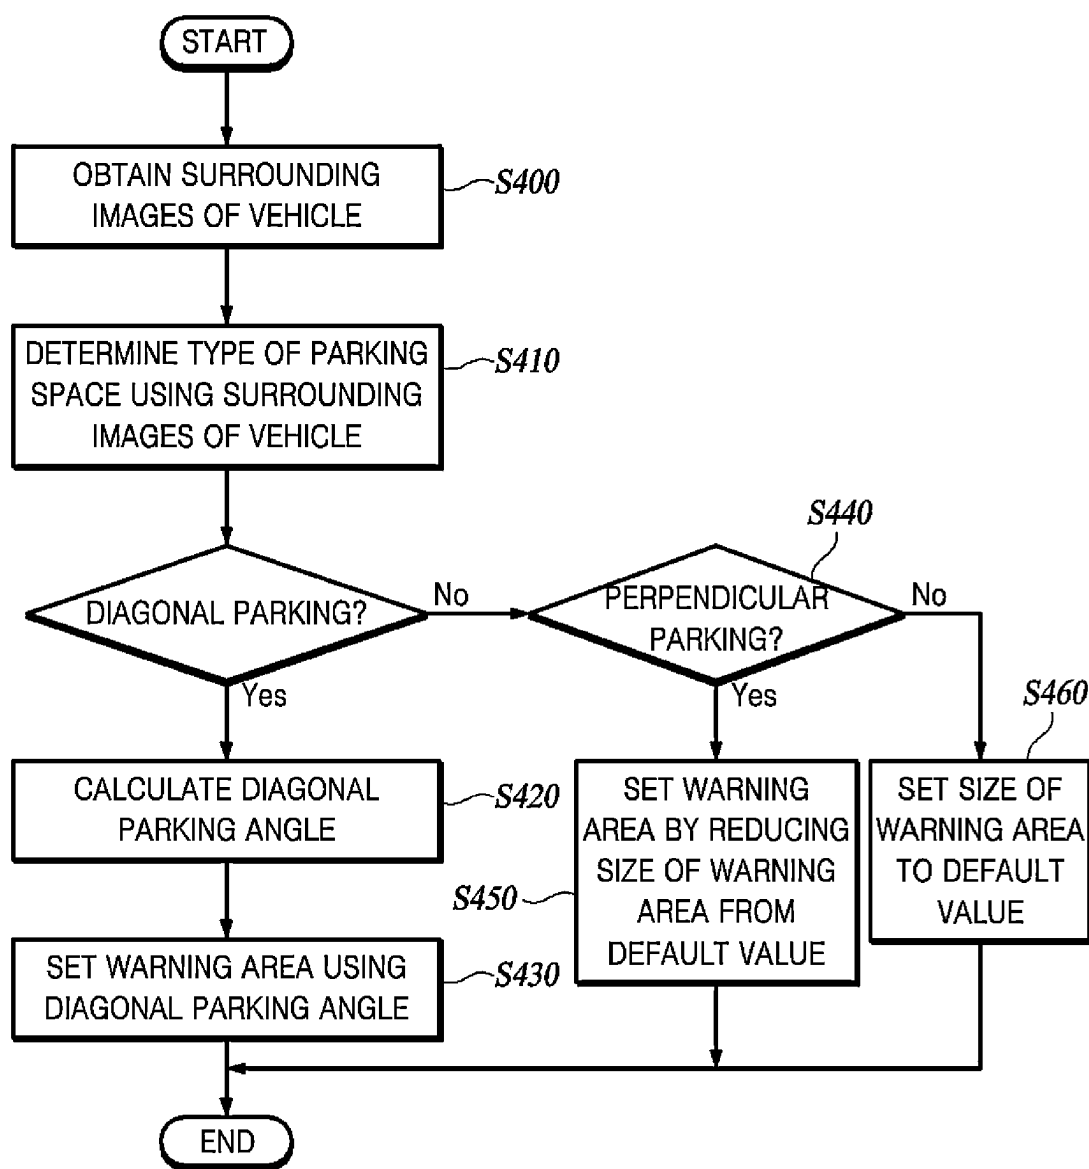 START
OBTAIN SURROUNDING
IMAGES OF VEHICLE
S400
DETERMINE TYPE OF PARKING
SPACE USING SURROUNDING
IMAGES OF VEHICLE
S410
DIAGONAL PARKING?
No
Yes
S440
PERPENDICULAR
PARKING?
No
Yes
CALCULATE DIAGONAL
PARKING ANGLE
S420
SET WARNING AREA USING
DIAGONAL PARKING ANGLE
S430
SET WARNING
AREA BY REDUCING
SIZE OF WARNING
AREA FROM
DEFAULT VALUE
S450
S460
SET SIZE OF
WARNING AREA
TO DEFAULT
VALUE
END